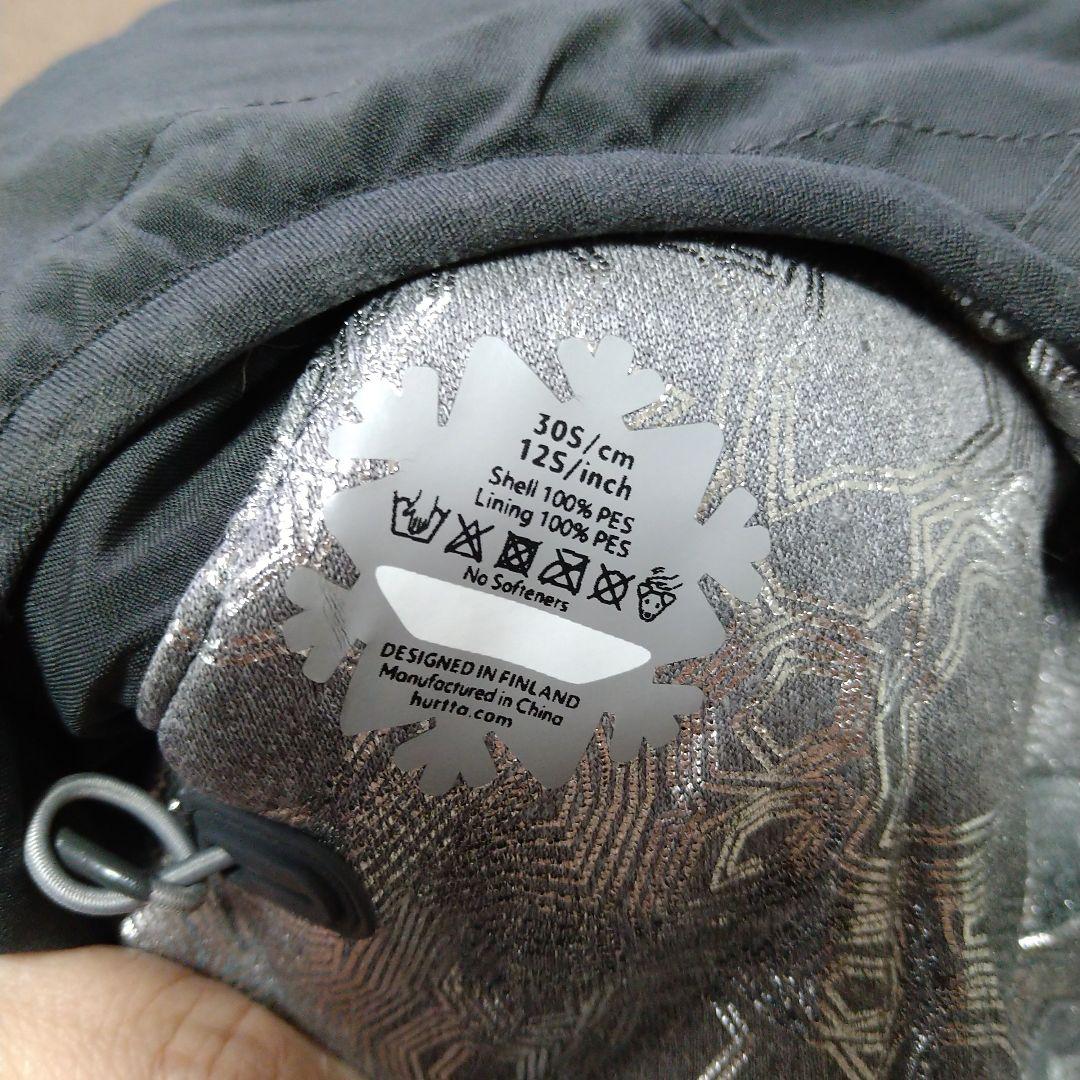 30S/cm
12S/inch
Shell 100% PES
Lining 100% PES
No Softeners
DESIGNED IN FINLAND
Manufactured in China
hurtta.com